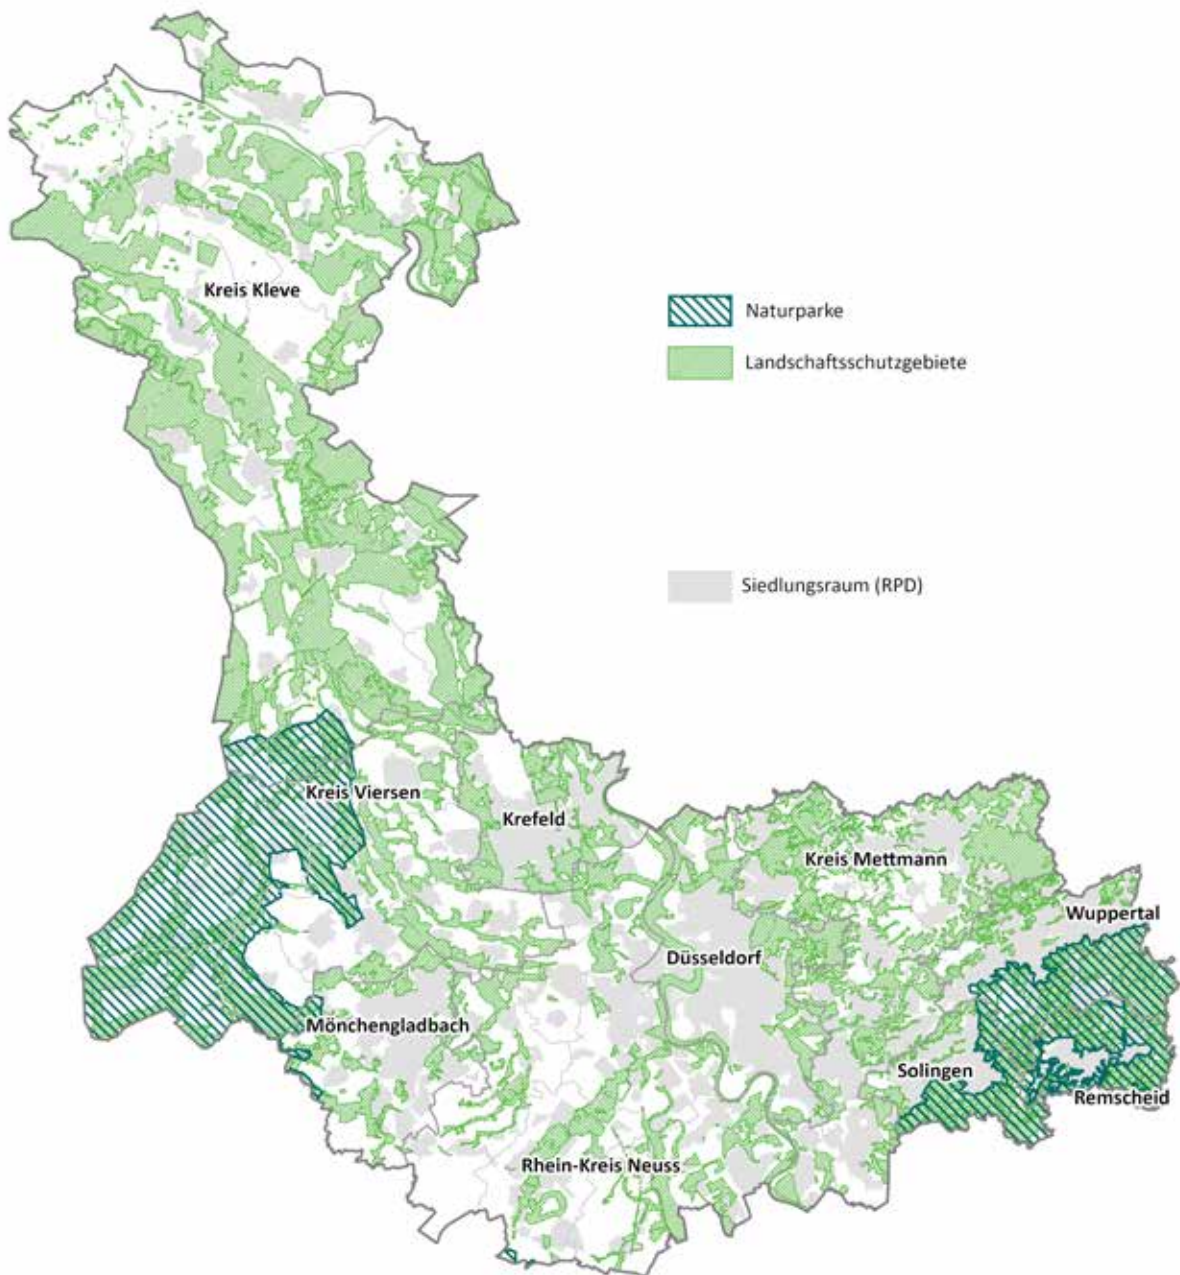 Kreis Kleve
Naturparke
Landschaftsschutzgebiete
Siedlungsraum (RPD)
Kreis Viersen
Krefeld
Kreis Mettmann
Wuppertal
Düsseldorf
Mönchengladbach
Solingen
Remscheid
Rhein-Kreis Neuss